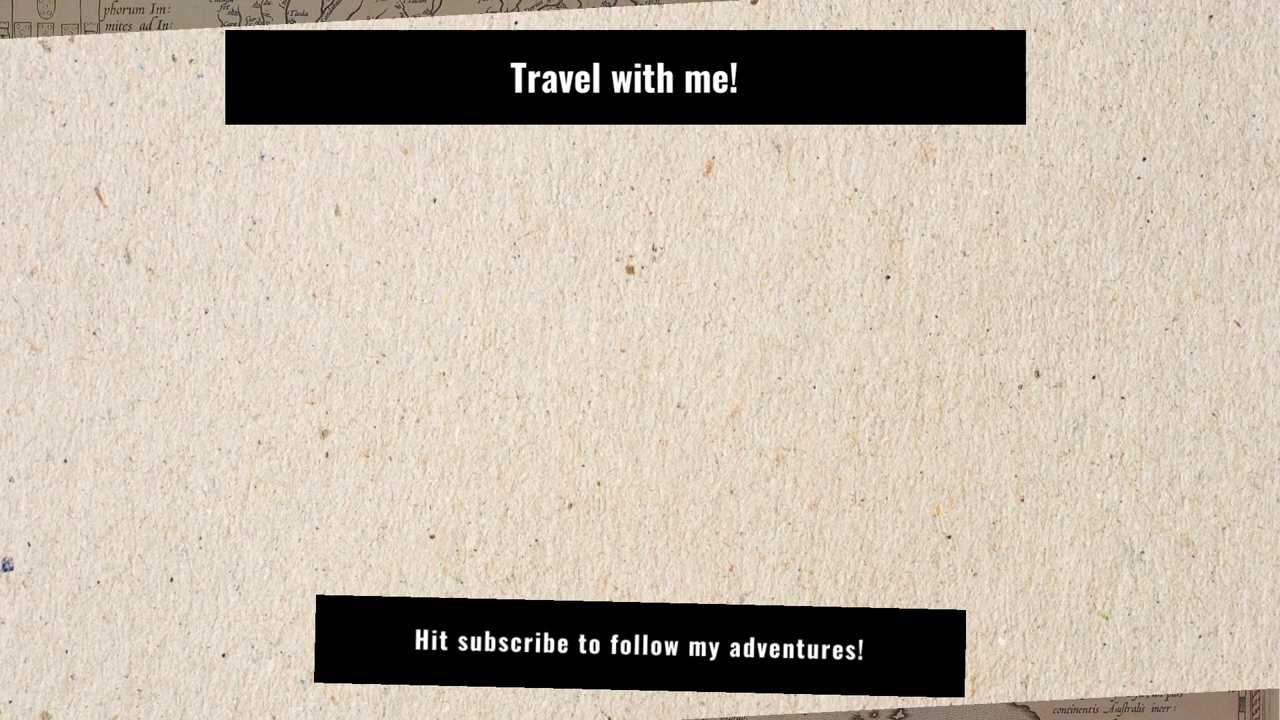 phorum Im:
mites ad In:
Travel with me!
Hit subscribe to follow my adventures!
continentis Australis incer: